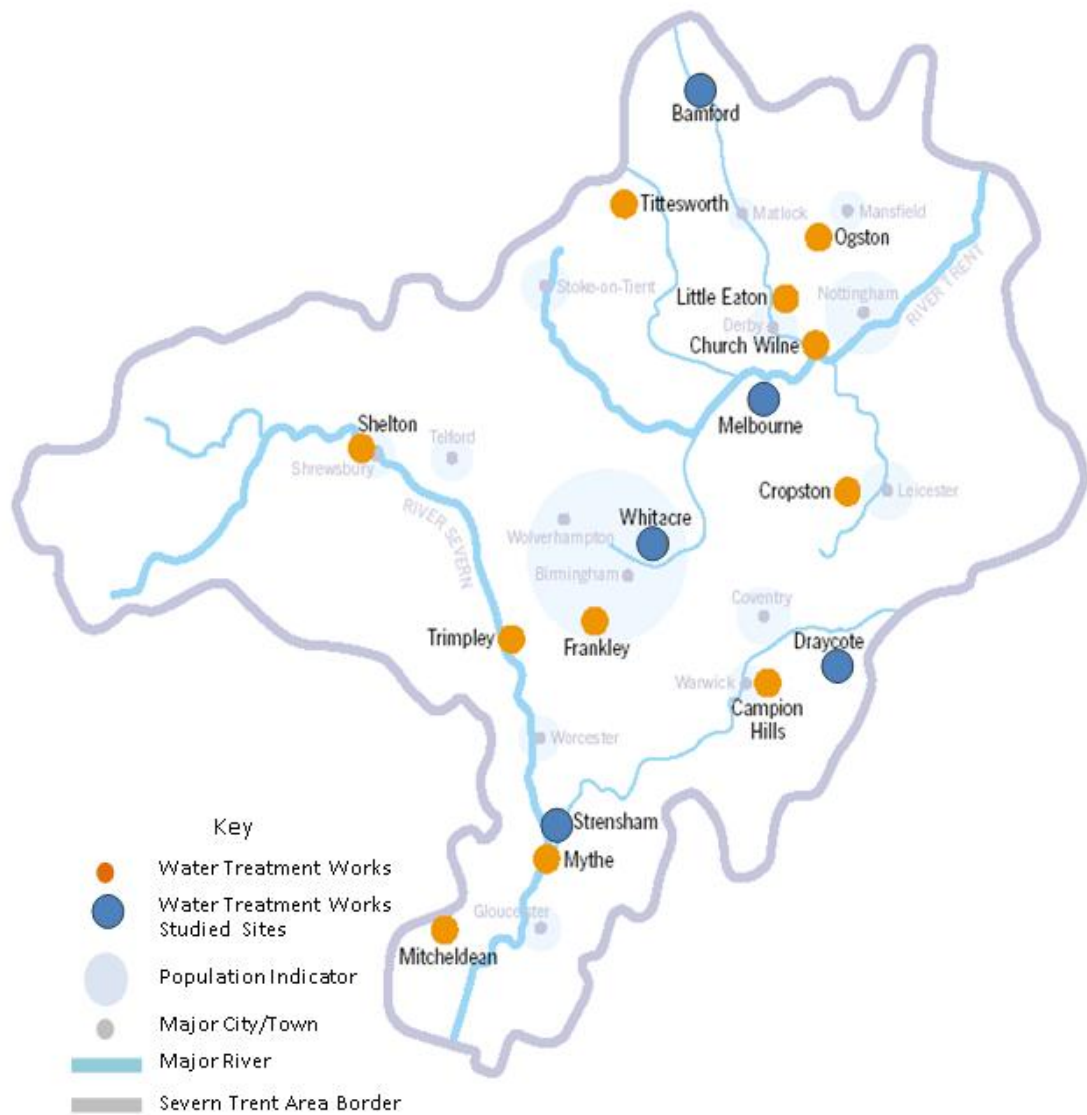 Bamford
Tittesworth
Matlock
Mansfield
Ogston
Stoke-on-Trent
Little Eaton
Nottingham
RIVER TRENT
Derby
Church Wilne
Melbourne
Shelton
Telford
Shrewsbury
Cropston
Leicester
RIVER SEVERN
Whitacre
Wolverhampton
Birmingham
Coventry
Trimpley
Frankley
Draycote
Warwick
Campion
Hills
Worcester
Strensham
Mythe
Gloucester
Mitcheldean
Key
Water Treatment Works
Water Treatment Works
Studied Sites
Population Indicator
Major City/Town
Major River
Severn Trent Area Border